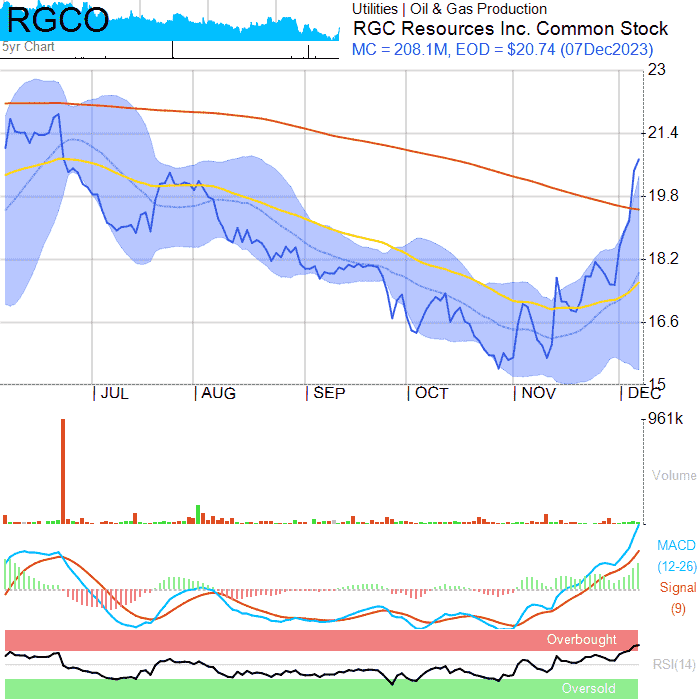 RGCO
5yr Chart
Utilities | Oil & Gas Production
RGC Resources Inc. Common Stock
MC = 208.1M, EOD = $20.74 (07Dec2023)
23
21.4
19.8
18.2
16.6
15
JUL
AUG
SEP
OCT
NOV
DEC
961k
Volume
MACD
(12-26)
Signal
(9)
Overbought
RSI(14)
Oversold